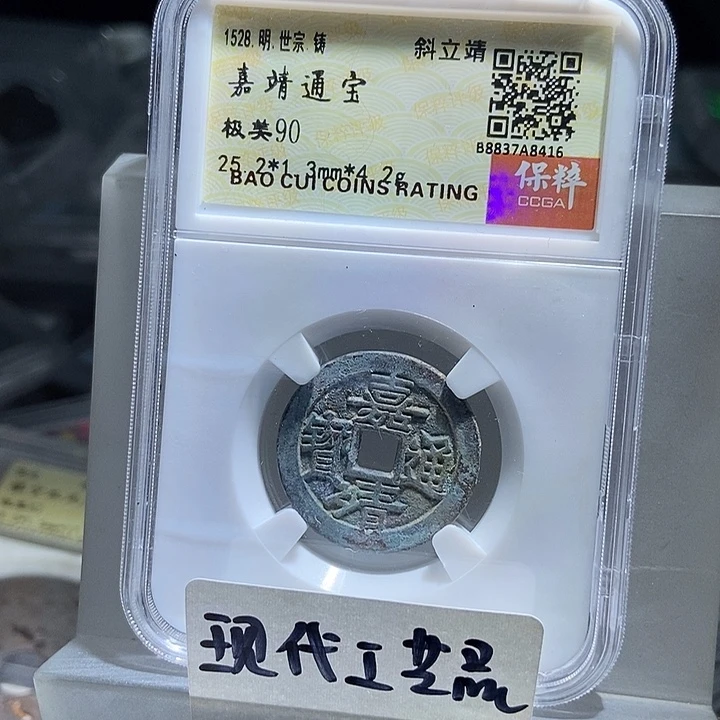 1528.明.世宗.铸
斜立靖
嘉靖通宝
极美90
B8837A8416
25.2*1.3mm*4.2g
BAO CUI COINS RATING
保粹
CCGA
嘉
寶 通
靖
现代工艺品